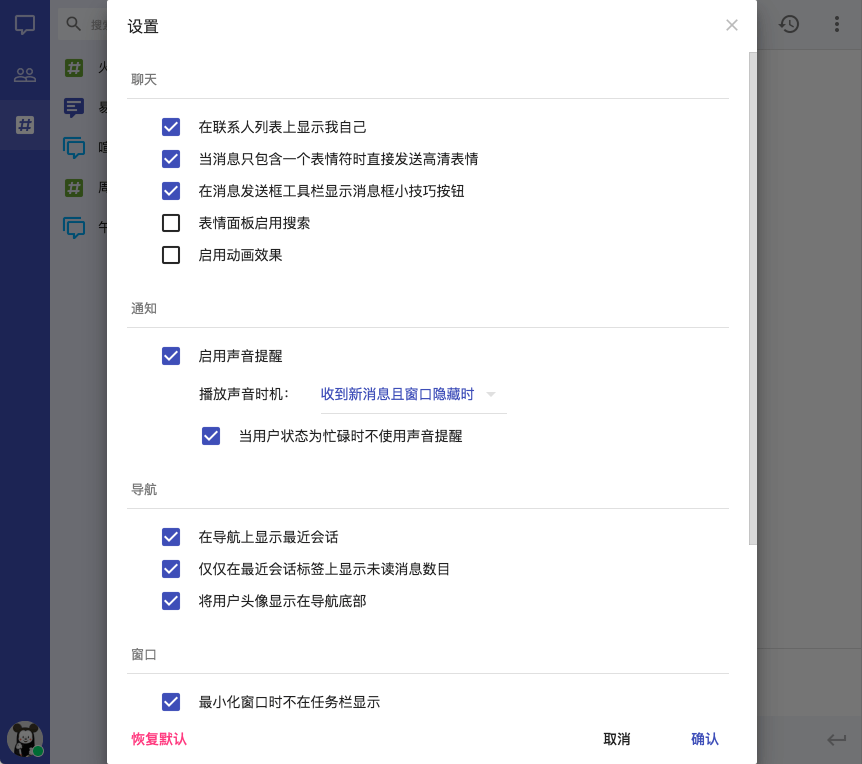 设置
聊天
在联系人列表上显示我自己
当消息只包含一个表情符时直接发送高清表情
在消息发送框工具栏显示消息框小技巧按钮
表情面板启用搜索
启用动画效果
通知
启用声音提醒
播放声音时机: 收到新消息且窗口隐藏时
当用户状态为忙碌时不使用声音提醒
导航
在导航上显示最近会话
仅仅在最近会话标签上显示未读消息数目
将用户头像显示在导航底部
窗口
最小化窗口时不在任务栏显示
恢复默认 取消 确认